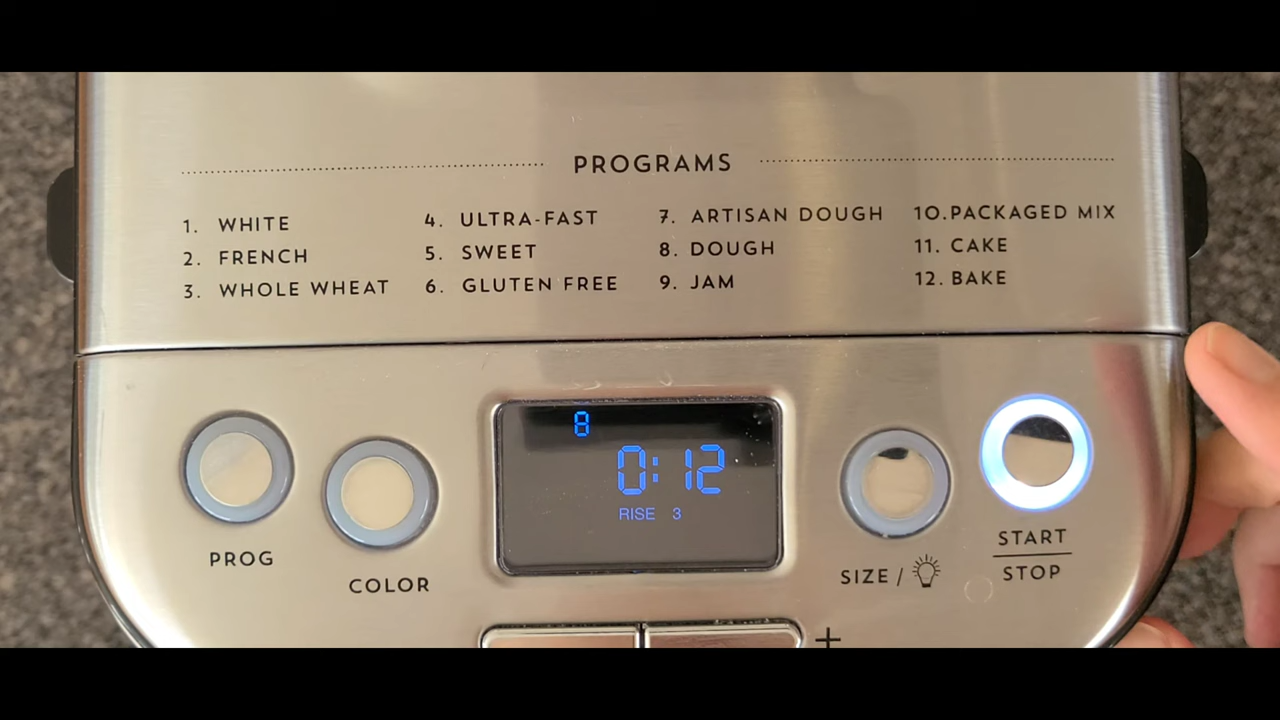 PROGRAMS
1. WHITE
2. FRENCH
3. WHOLE WHEAT
4. ULTRA-FAST
5. SWEET
6. GLUTEN FREE
7. ARTISAN DOUGH
8. DOUGH
9. JAM
10. PACKAGED MIX
11. CAKE
12. BAKE
8
0:12
RISE 3
PROG
COLOR
SIZE /
START
STOP
+